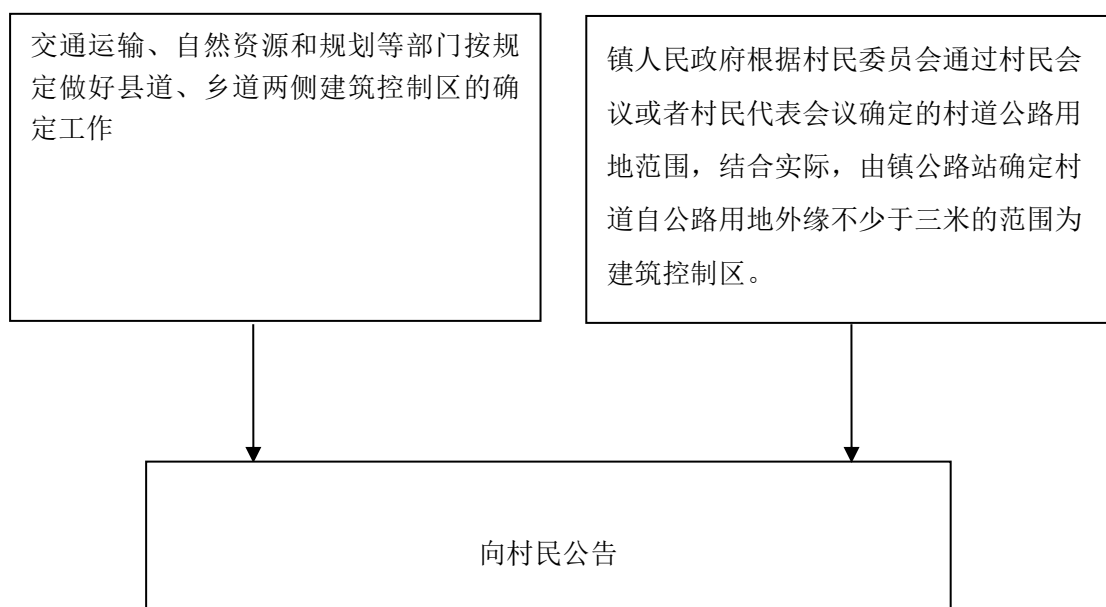 交通运输、自然资源和规划等部门按规
定做好县道、乡道两侧建筑控制区的确
定工作
镇人民政府根据村民委员会通过村民会
议或者村民代表会议确定的村道公路用
地范围，结合实际，由镇公路站确定村
道自公路用地外缘不少于三米的范围为
建筑控制区。
向村民公告